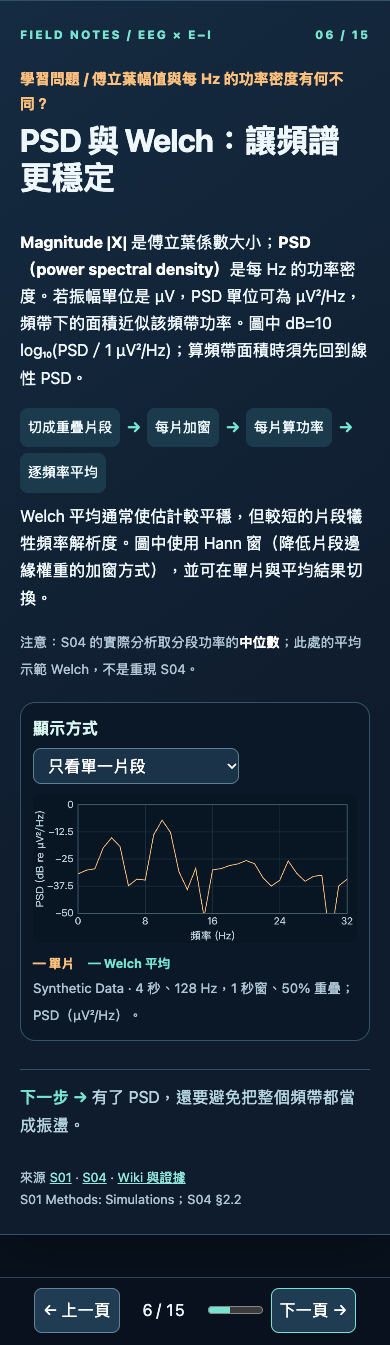 FIELD NOTES / EEG × E–I
06 / 15
學習問題 / 傅立葉幅值與每 Hz 的功率密度有何不
同？
PSD 與 Welch：讓頻譜
更穩定
Magnitude |X| 是傅立葉係數大小；PSD
（power spectral density）是每 Hz 的功率密
度。若振幅單位是 µV，PSD 單位可為 µV²/Hz，
頻帶下的面積近似該頻帶功率。圖中 dB=10
log₁₀(PSD / 1 µV²/Hz)；算頻帶面積時須先回到線
性 PSD。
切成重疊片段 → 每片加窗 → 每片算功率 →
逐頻率平均
Welch 平均通常使估計較平穩，但較短的片段犧
牲頻率解析度。圖中使用 Hann 窗（降低片段邊
緣權重的加窗方式），並可在單片與平均結果切
換。
注意：S04 的實際分析取分段功率的中位數；此處的平均
示範 Welch，不是重現 S04。
顯示方式
只看單一片段
PSD (dB re µV²/Hz)
0
−12.5
−25
−37.5
−50
0 8 16 24 32
頻率 (Hz)
單片 Welch 平均
Synthetic Data · 4 秒、128 Hz，1 秒窗、50% 重疊；
PSD（µV²/Hz）。
下一步 → 有了 PSD，還要避免把整個頻帶都當
成振盪。
來源 S01 · S04 · Wiki 與證據
S01 Methods: Simulations；S04 §2.2
← 上一頁
6 / 15
下一頁 →